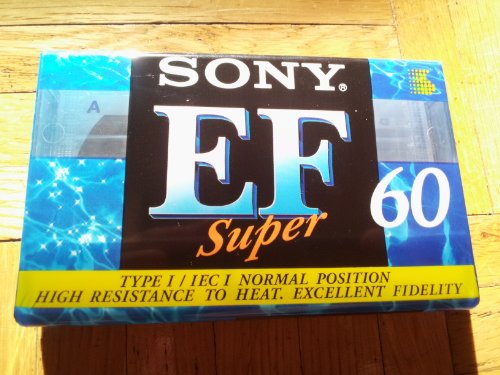 SONY®
A
EF
Super
60
TYPE I / IEC I NORMAL POSITION
HIGH RESISTANCE TO HEAT. EXCELLENT FIDELITY